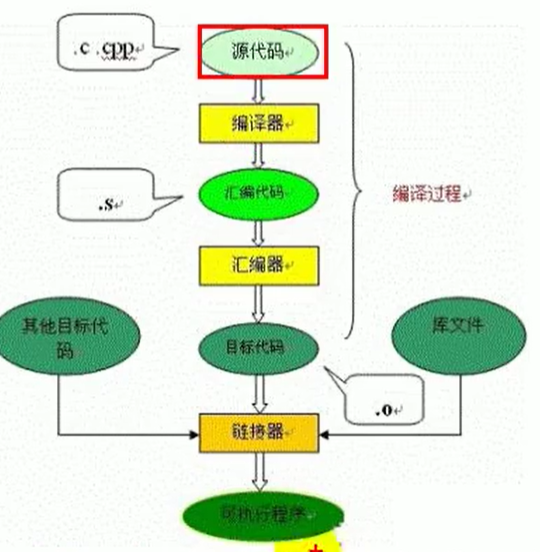 .c .cpp
源代码
编译器
汇编代码
.s
编译过程
汇编器
其他目标代
码
目标代码
库文件
.o
链接器
可执行程序